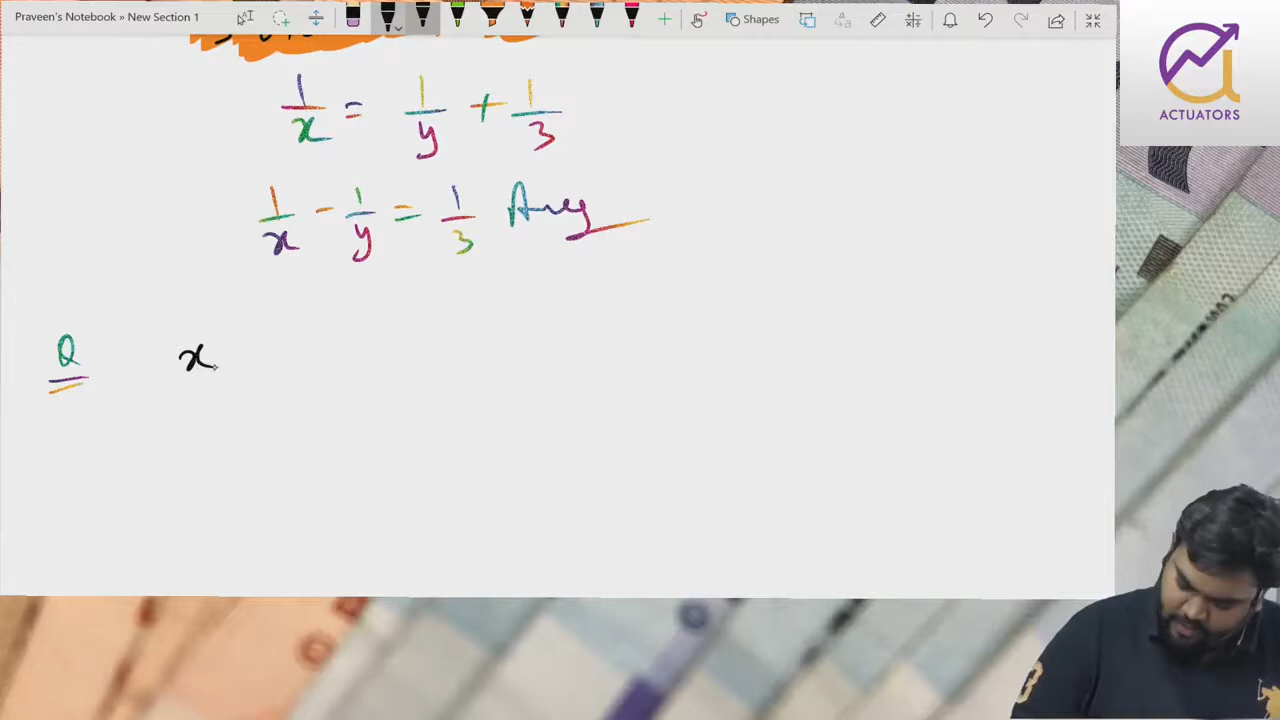 Praveen's Notebook » New Section 1
Shapes
ACTUATORS
1/x = 1/y + 1/3
1/x - 1/y = 1/3 Ans
Q x